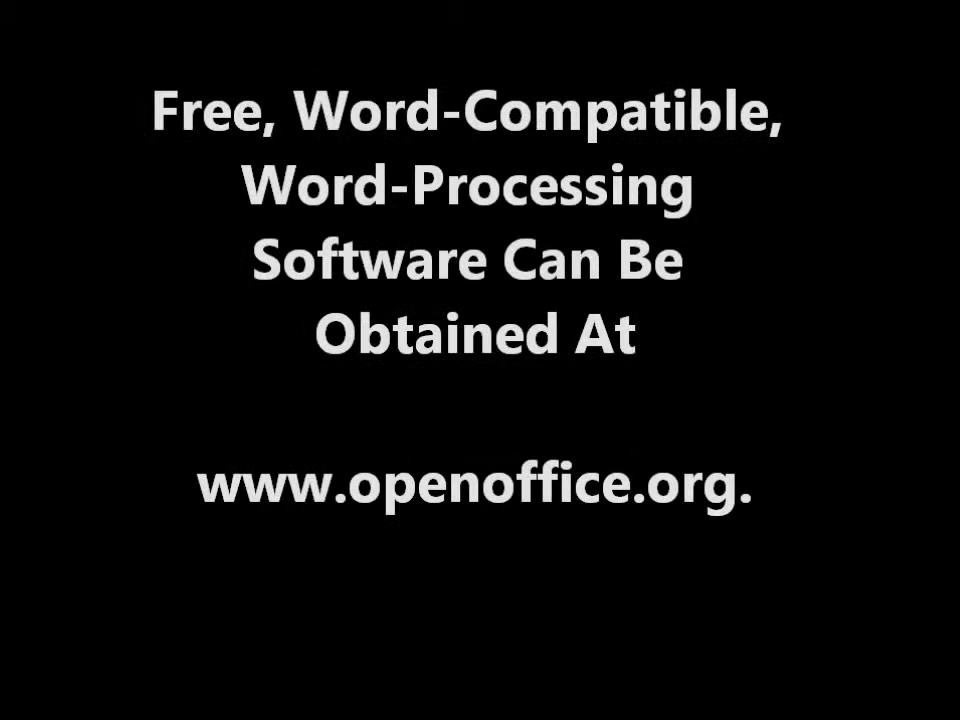 Free, Word-Compatible,
Word-Processing
Software Can Be
Obtained At
www.openoffice.org.